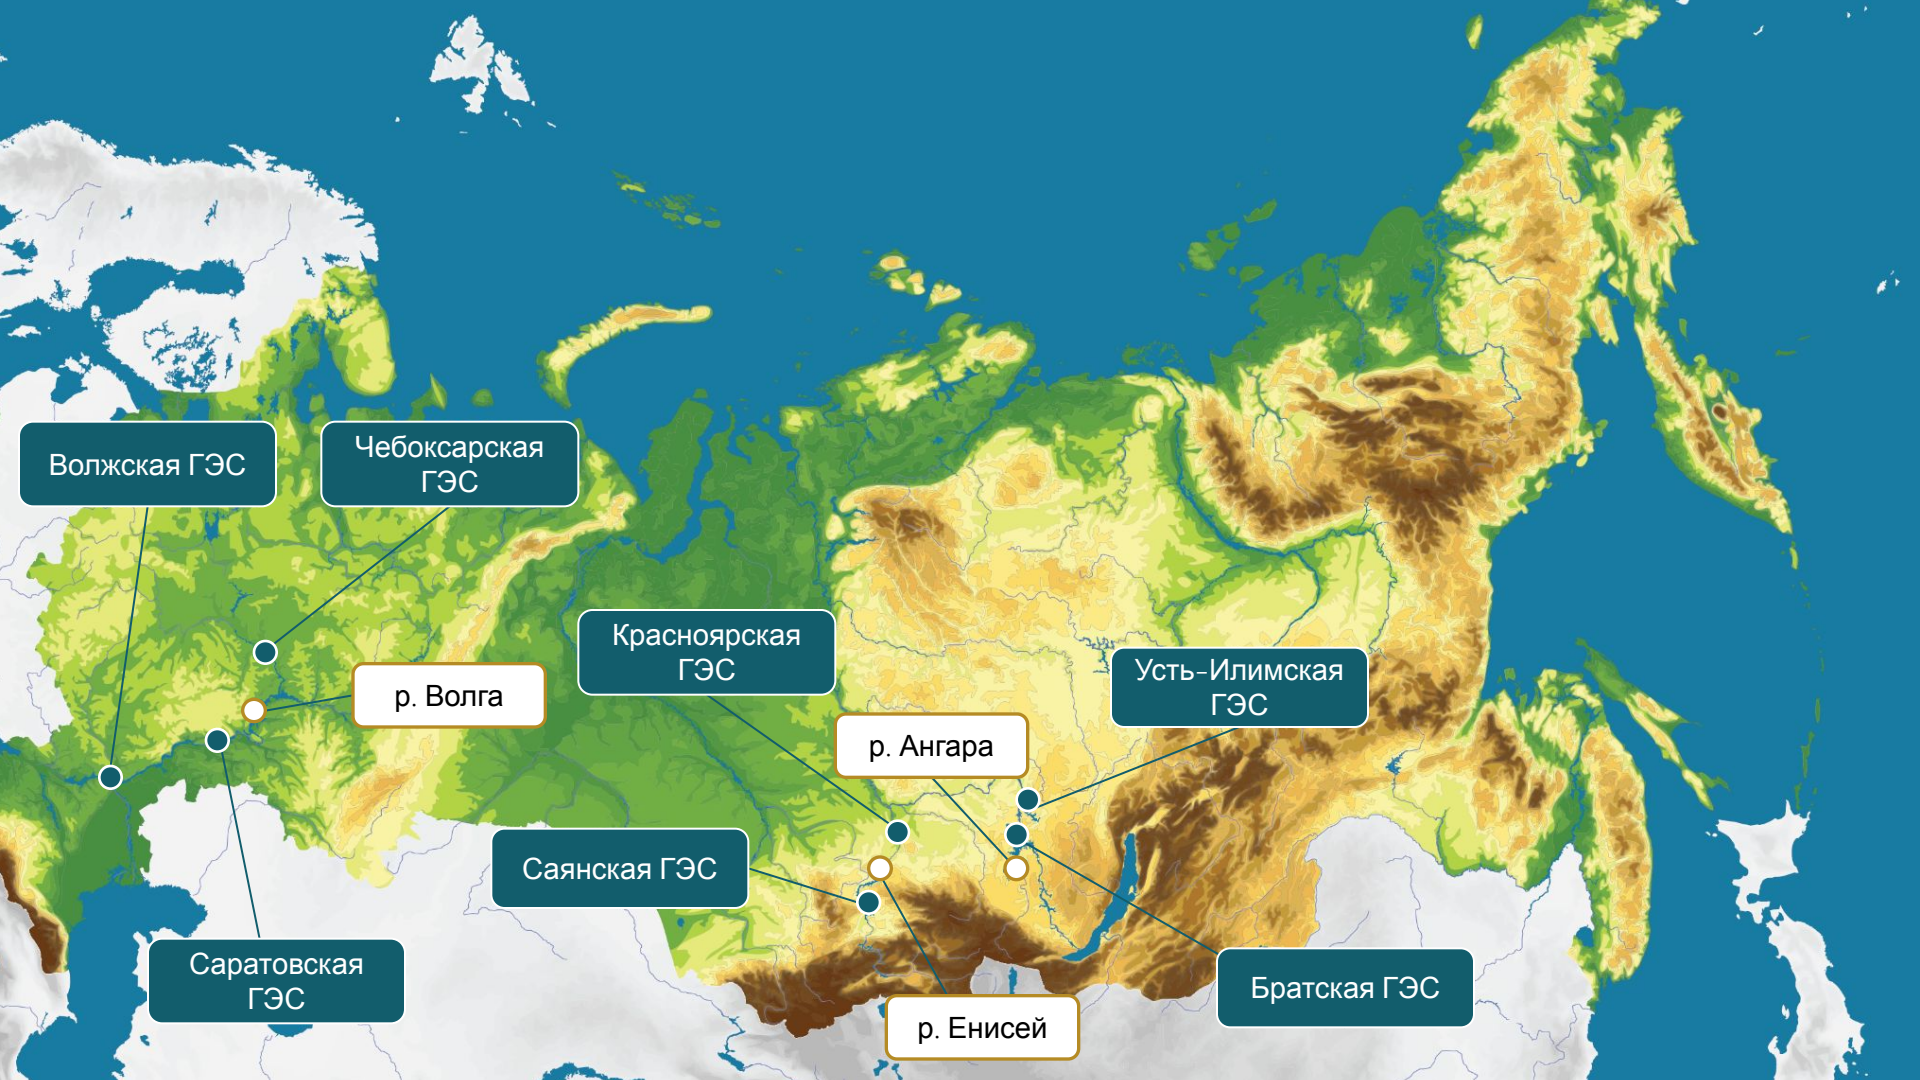 Волжская ГЭС
Чебоксарская
ГЭС
Красноярская
ГЭС
р. Волга
Усть-Илимская
ГЭС
р. Ангара
Саянская ГЭС
Саратовская
ГЭС
Братская ГЭС
р. Енисей